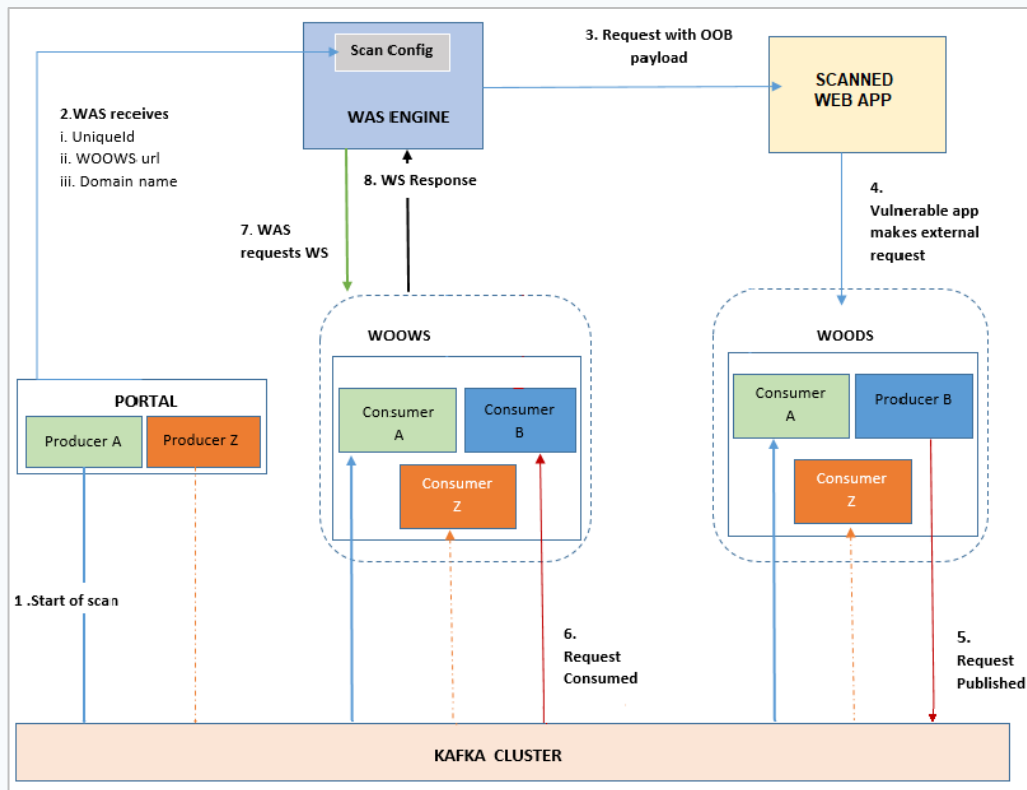 Scan Config
WAS ENGINE
3. Request with OOB
payload
SCANNED
WEB APP
2.WAS receives
i. UniqueId
ii. WOOWS url
iii. Domain name
8. WS Response
7. WAS
requests WS
4.
Vulnerable app
makes external
request
WOOWS
Consumer
A
Consumer
B
Consumer
Z
WOODS
Consumer
A
Producer B
Consumer
Z
PORTAL
Producer A
Producer Z
1 .Start of scan
6.
Request
Consumed
5.
Request
Published
KAFKA CLUSTER